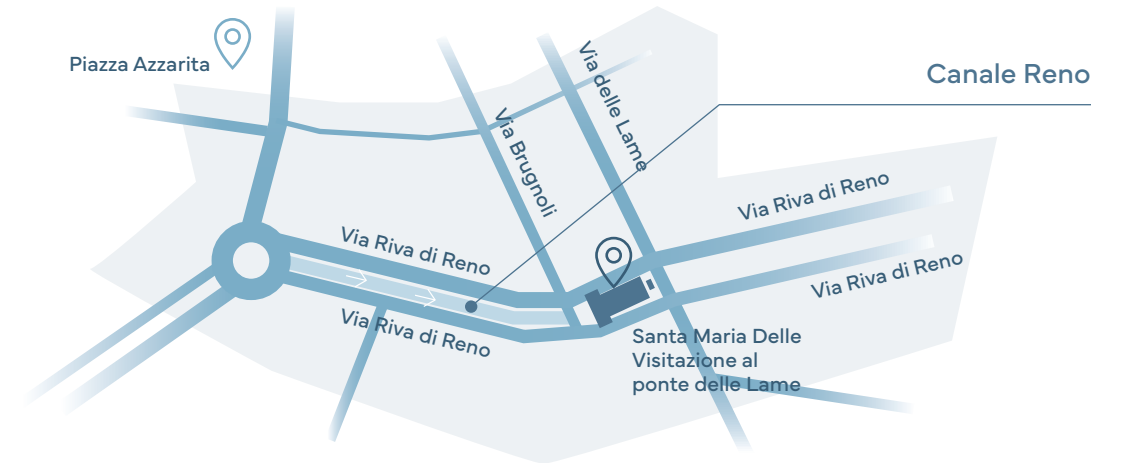 Piazza Azzarita
Via delle Lame
Canale Reno
Via Brugnoli
Via Riva di Reno
Via Riva di Reno
Via Riva di Reno
Via Riva di Reno
Santa Maria Delle
Visitazione al
ponte delle Lame